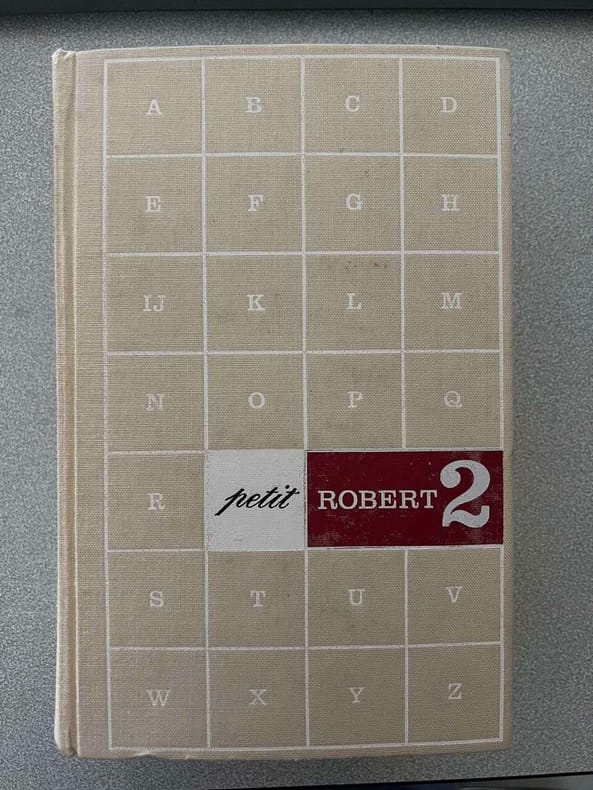 A B C D
E F G H
IJ K L M
N O P Q
R petit ROBERT 2
S T U V
W X Y Z